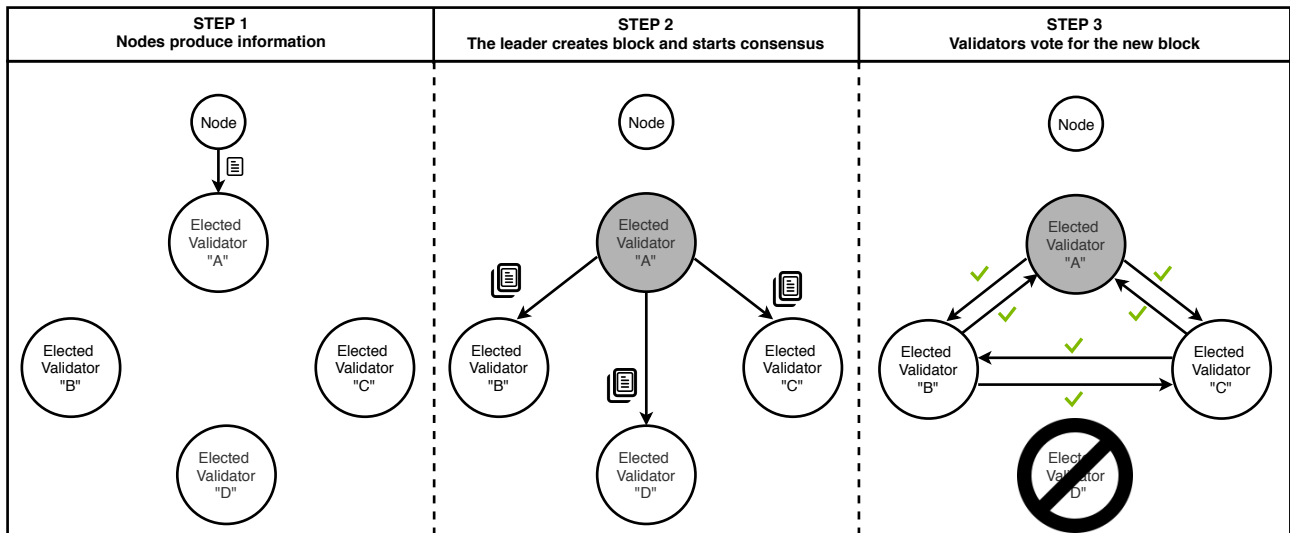 STEP 1
Nodes produce information
STEP 2
The leader creates block and starts consensus
STEP 3
Validators vote for the new block
Node
Elected
Validator
"A"
Elected
Validator
"B"
Elected
Validator
"C"
Elected
Validator
"D"
Node
Elected
Validator
"A"
Elected
Validator
"B"
Elected
Validator
"C"
Elected
Validator
"D"
Node
Elected
Validator
"A"
Elected
Validator
"B"
Elected
Validator
"C"
Elected
Validator
D"